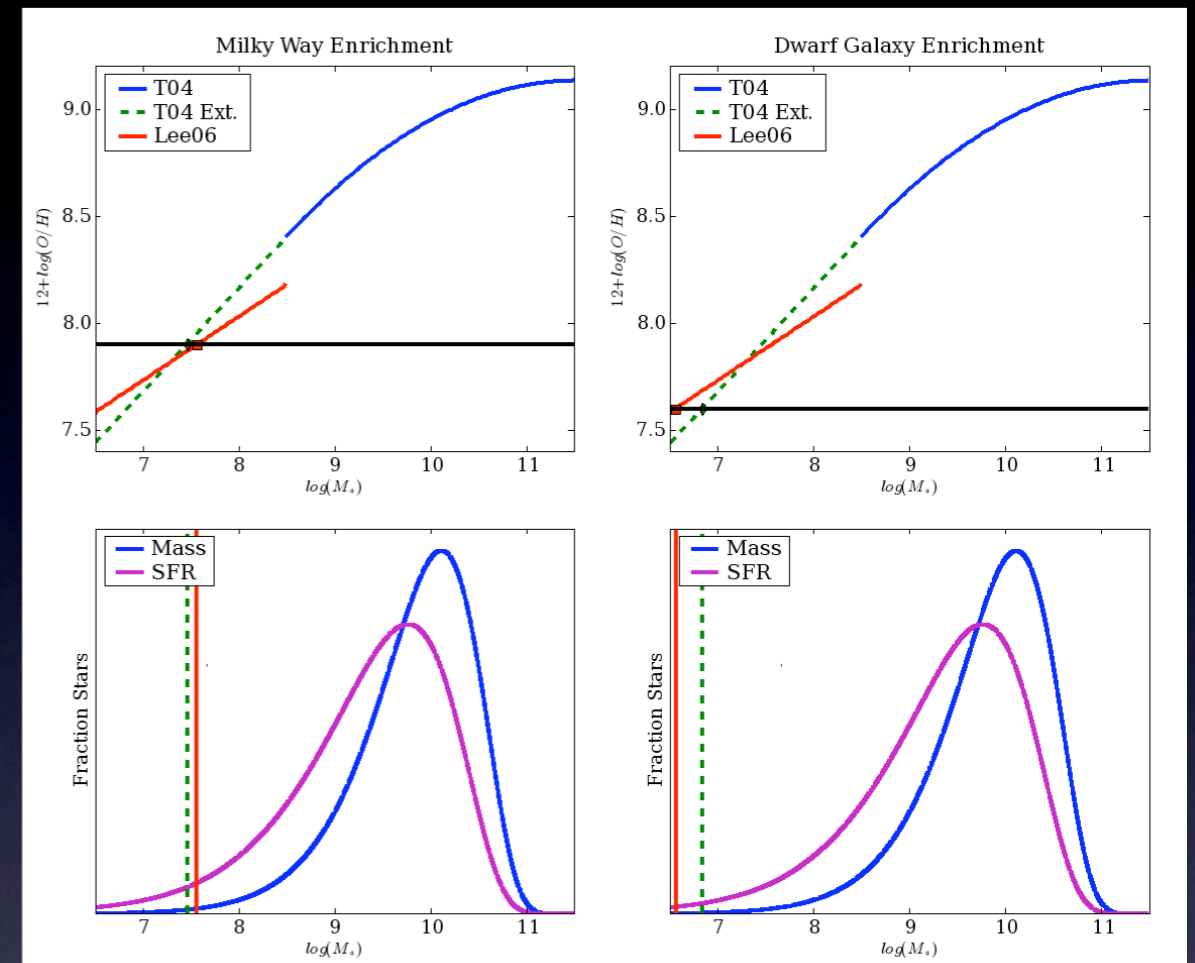 Milky Way Enrichment
T04
T04 Ext.
Lee06
9.0
8.5
8.0
7.5
12+log(O/H)
7 8 9 10 11
log(M*)
Dwarf Galaxy Enrichment
T04
T04 Ext.
Lee06
9.0
8.5
8.0
7.5
12+log(O/H)
7 8 9 10 11
log(M*)
Mass
SFR
Fraction Stars
7 8 9 10 11
log(M*)
Mass
SFR
Fraction Stars
7 8 9 10 11
log(M*)